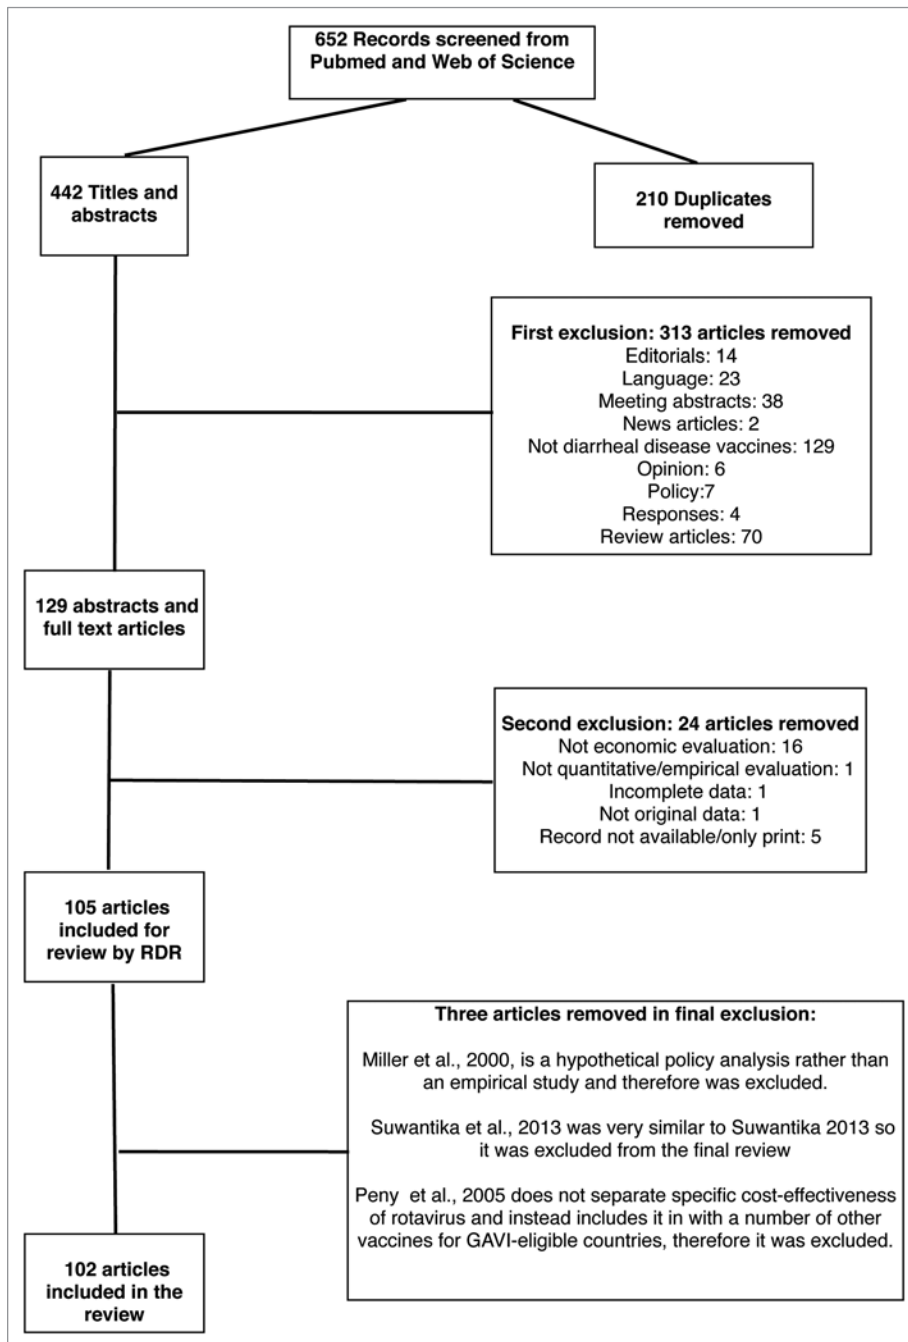 652 Records screened from
Pubmed and Web of Science
442 Titles and
abstracts
210 Duplicates
removed
First exclusion: 313 articles removed
Editorials: 14
Language: 23
Meeting abstracts: 38
News articles: 2
Not diarrheal disease vaccines: 129
Opinion: 6
Policy:7
Responses: 4
Review articles: 70
129 abstracts and
full text articles
Second exclusion: 24 articles removed
Not economic evaluation: 16
Not quantitative/empirical evaluation: 1
Incomplete data: 1
Not original data: 1
Record not available/only print: 5
105 articles
included for
review by RDR
Three articles removed in final exclusion:
Miller et al., 2000, is a hypothetical policy analysis rather than
an empirical study and therefore was excluded.
Suwantika et al., 2013 was very similar to Suwantika 2013 so
it was excluded from the final review
Peny et al., 2005 does not separate specific cost-effectiveness
of rotavirus and instead includes it in with a number of other
vaccines for GAVI-eligible countries, therefore it was excluded.
102 articles
included in the
review